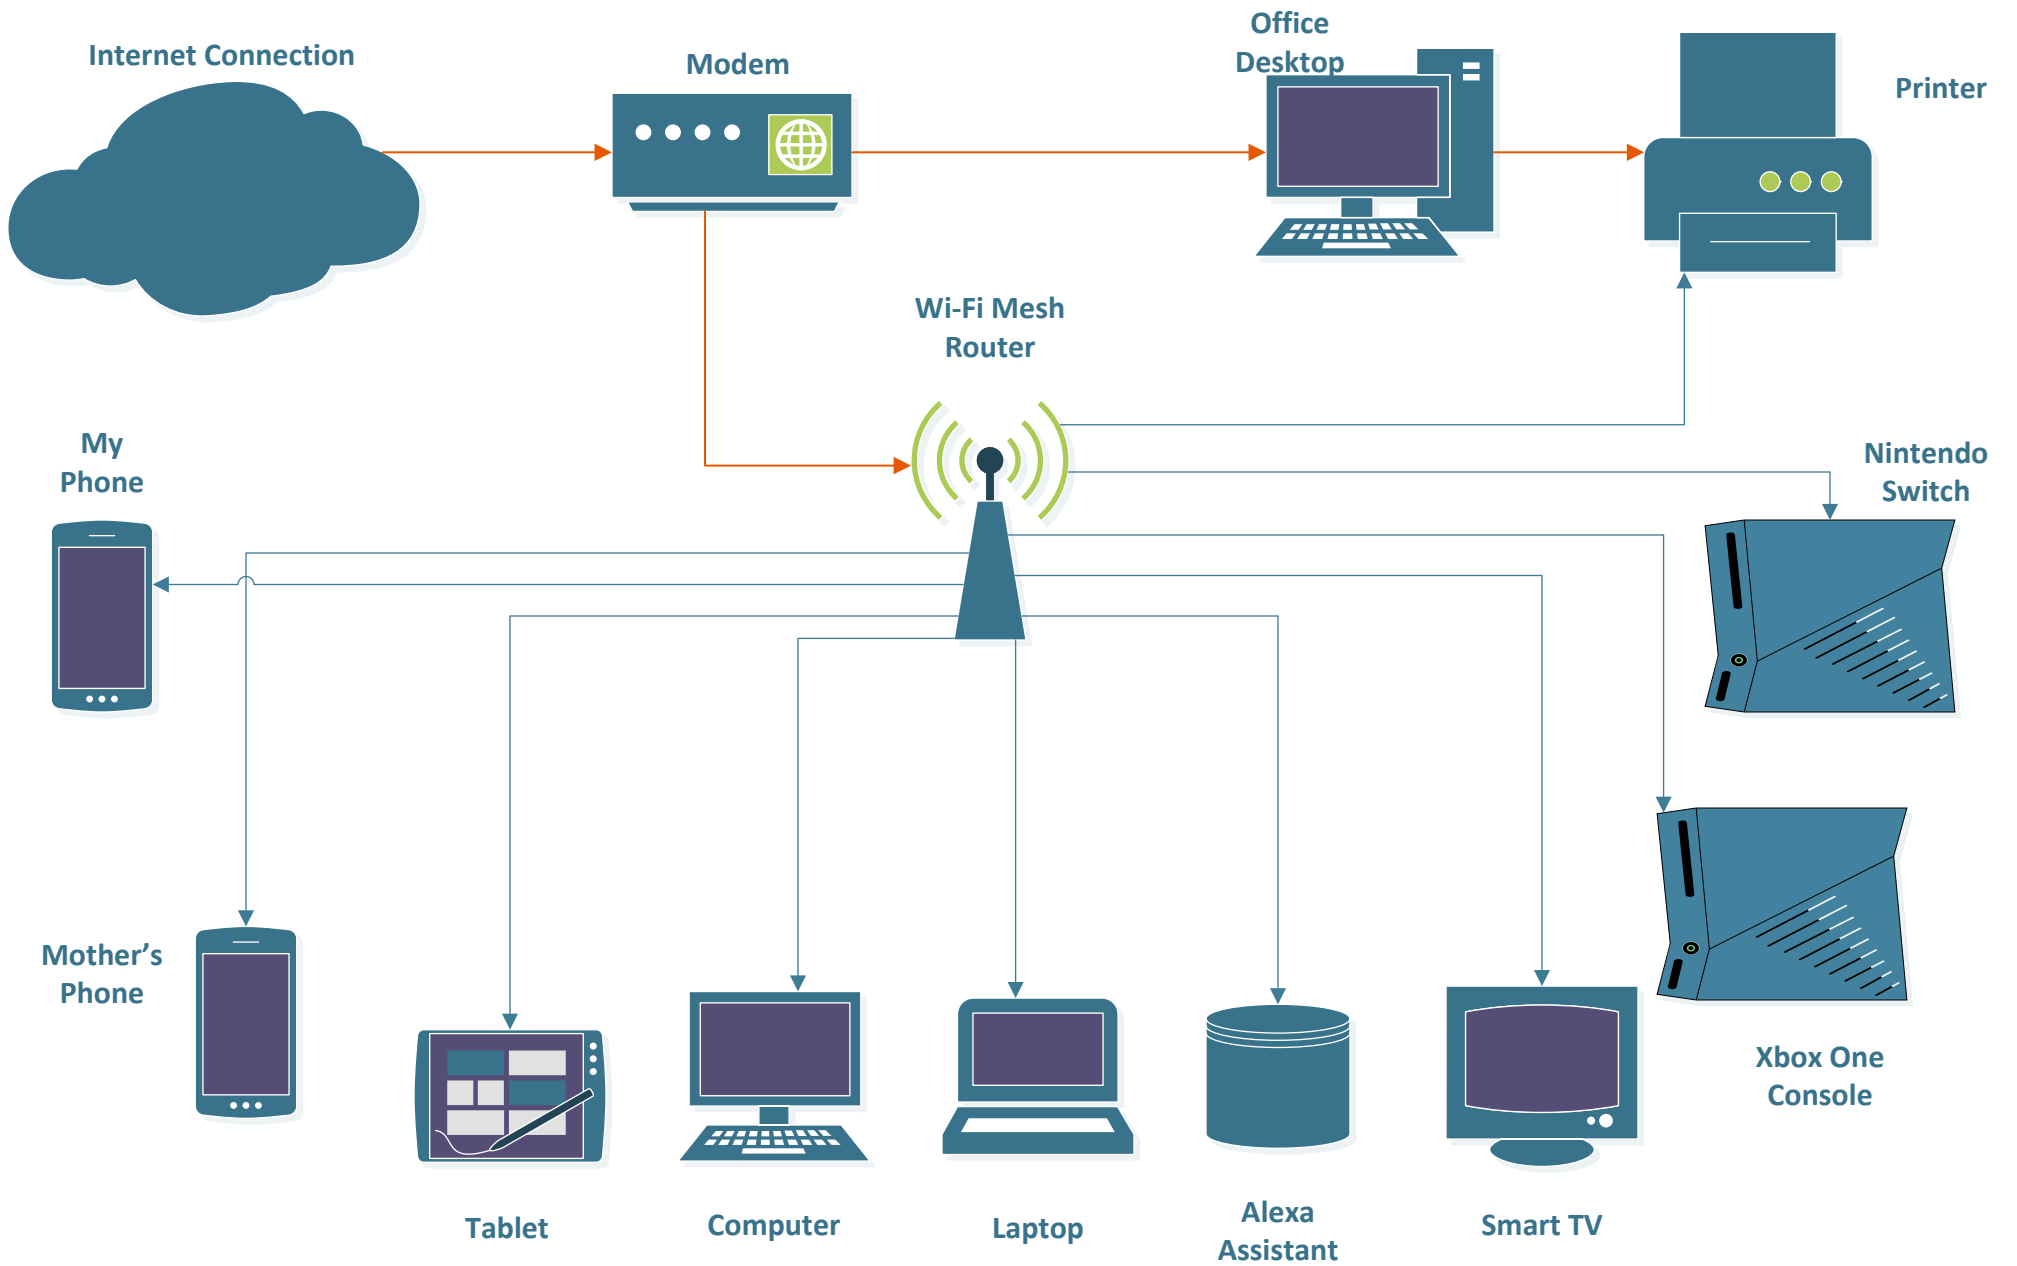 Internet Connection
Modem
Office
Desktop
Printer
Wi-Fi Mesh
Router
My
Phone
Nintendo
Switch
Mother’s
Phone
Xbox One
Console
Tablet
Computer
Laptop
Alexa
Assistant
Smart TV